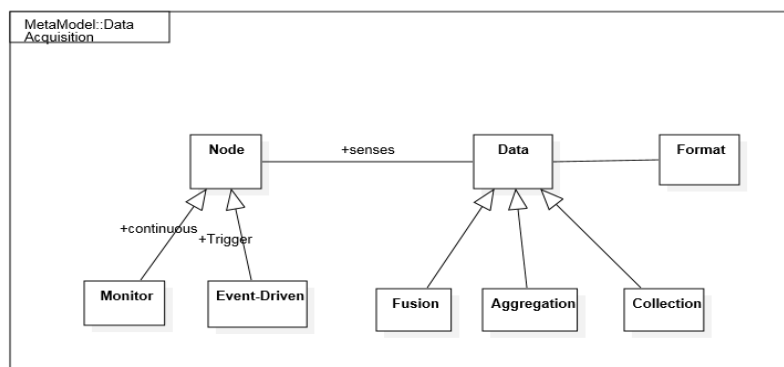 MetaModel::Data
Acquisition
Node
+senses
Data
Format
+continuous
+Trigger
Monitor
Event-Driven
Fusion
Aggregation
Collection